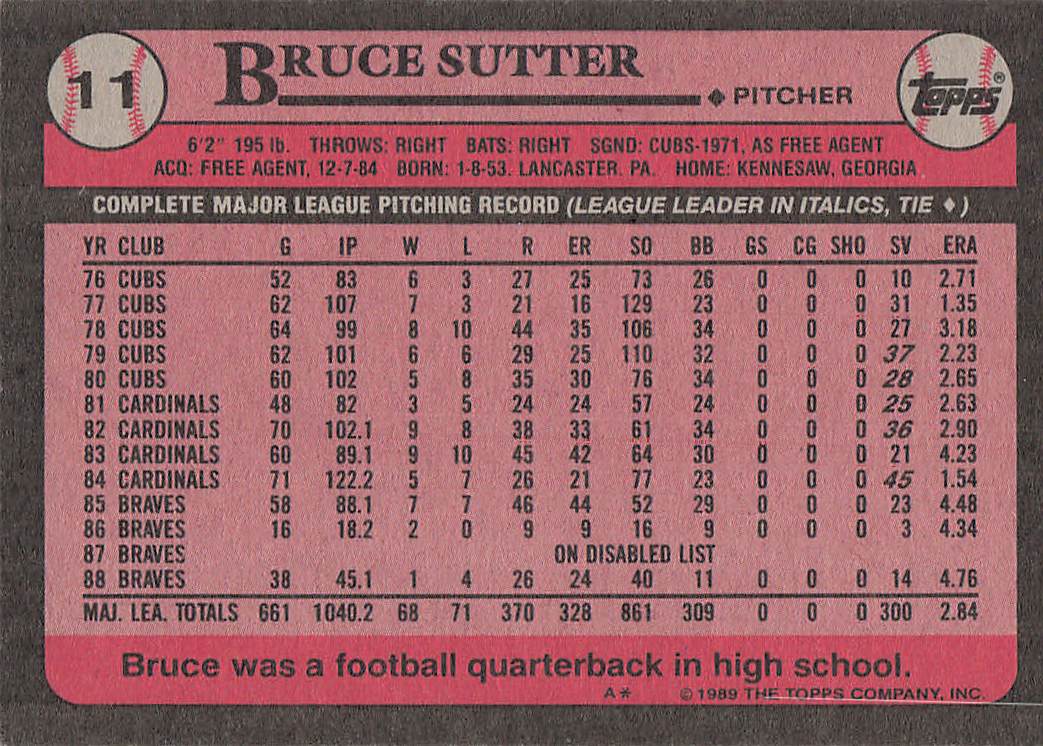 11
BRUCE SUTTER
♦ PITCHER
Topps®
6'2" 195 lb. THROWS: RIGHT BATS: RIGHT SGND: CUBS-1971, AS FREE AGENT
ACQ: FREE AGENT, 12-7-84 BORN: 1-8-53. LANCASTER. PA. HOME: KENNESAW, GEORGIA
COMPLETE MAJOR LEAGUE PITCHING RECORD (LEAGUE LEADER IN ITALICS, TIE ♦)
YR CLUB G IP W L R ER SO BB GS CG SHO SV ERA
76 CUBS 52 83 6 3 27 25 73 26 0 0 0 10 2.71
77 CUBS 62 107 7 3 21 16 129 23 0 0 0 31 1.35
78 CUBS 64 99 8 10 44 35 106 34 0 0 0 27 3.18
79 CUBS 62 101 6 6 29 25 110 32 0 0 0 37 2.23
80 CUBS 60 102 5 8 35 30 76 34 0 0 0 28 2.65
81 CARDINALS 48 82 3 5 24 24 57 24 0 0 0 25 2.63
82 CARDINALS 70 102.1 9 8 38 33 61 34 0 0 0 36 2.90
83 CARDINALS 60 89.1 9 10 45 42 64 30 0 0 0 21 4.23
84 CARDINALS 71 122.2 5 7 26 21 77 23 0 0 0 45 1.54
85 BRAVES 58 88.1 7 7 46 44 52 29 0 0 0 23 4.48
86 BRAVES 16 18.2 2 0 9 9 16 9 0 0 0 3 4.34
87 BRAVES ON DISABLED LIST
88 BRAVES 38 45.1 1 4 26 24 40 11 0 0 0 14 4.76
MAJ. LEA. TOTALS 661 1040.2 68 71 370 328 861 309 0 0 0 300 2.84
Bruce was a football quarterback in high school.
A* © 1989 THE TOPPS COMPANY, INC.